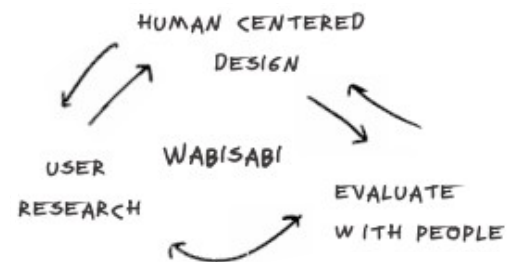 HUMAN CENTERED
DESIGN
WABISABI
USER
RESEARCH
EVALUATE
WITH PEOPLE